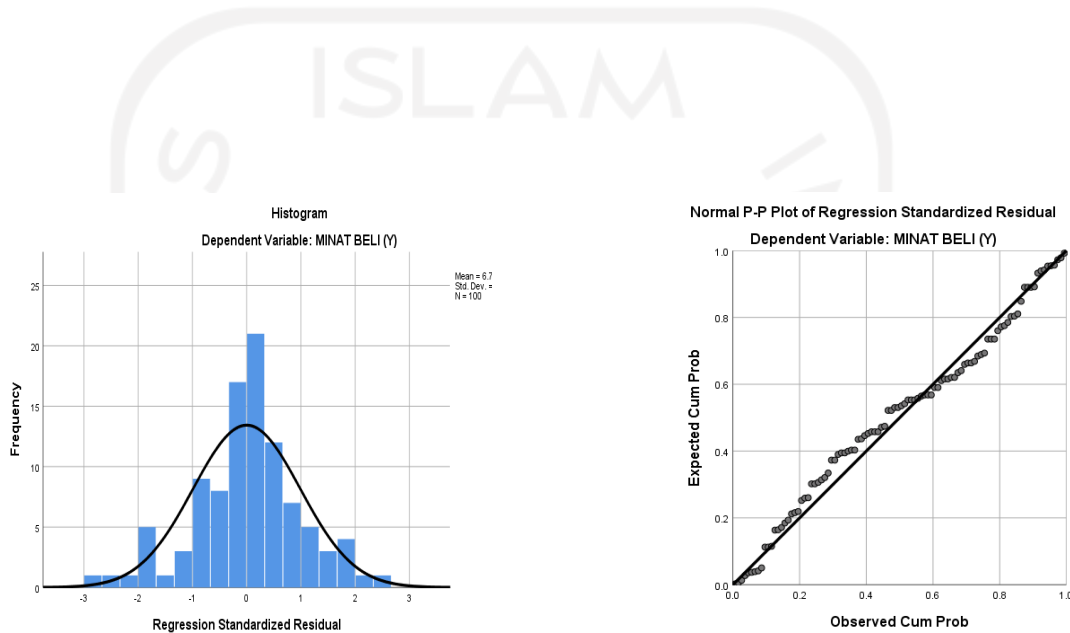 ISLAM
S
Histogram
Dependent Variable: MINAT BELI (Y)
Mean = 6.7
Std. Dev. =
N = 100
25
20
15
10
5
0
Frequency
-3 -2 -1 0 1 2 3
Regression Standardized Residual
Normal P-P Plot of Regression Standardized Residual
Dependent Variable: MINAT BELI (Y)
1.0
0.8
0.6
0.4
0.2
0.0
Expected Cum Prob
0.0 0.2 0.4 0.6 0.8 1.0
Observed Cum Prob